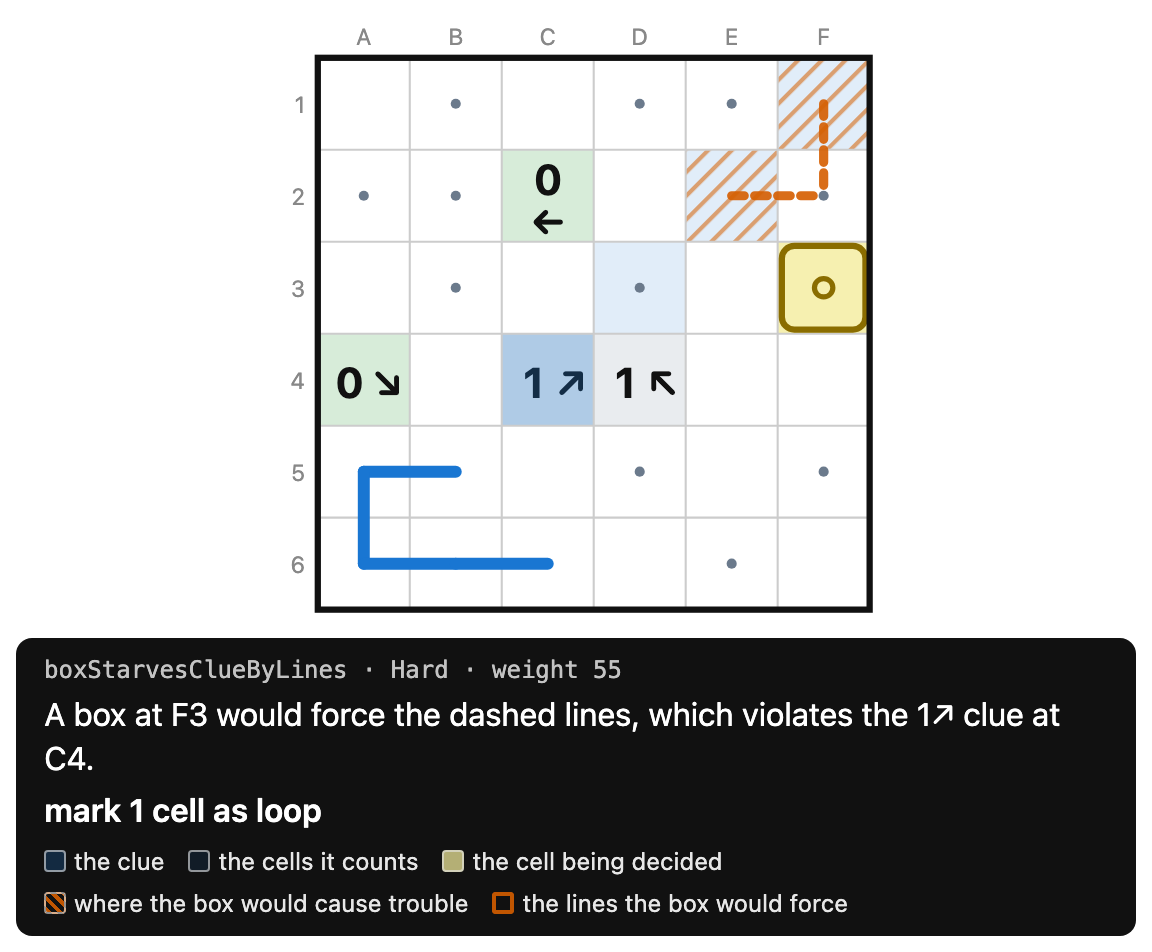 A B C D E F
1
2 0 ←
3
4 0 ↘ 1 ↗ 1 ↖
5
6
boxStarvesClueByLines · Hard · weight 55
A box at F3 would force the dashed lines, which violates the 1↗ clue at
C4.
mark 1 cell as loop
the clue the cells it counts the cell being decided
where the box would cause trouble the lines the box would force